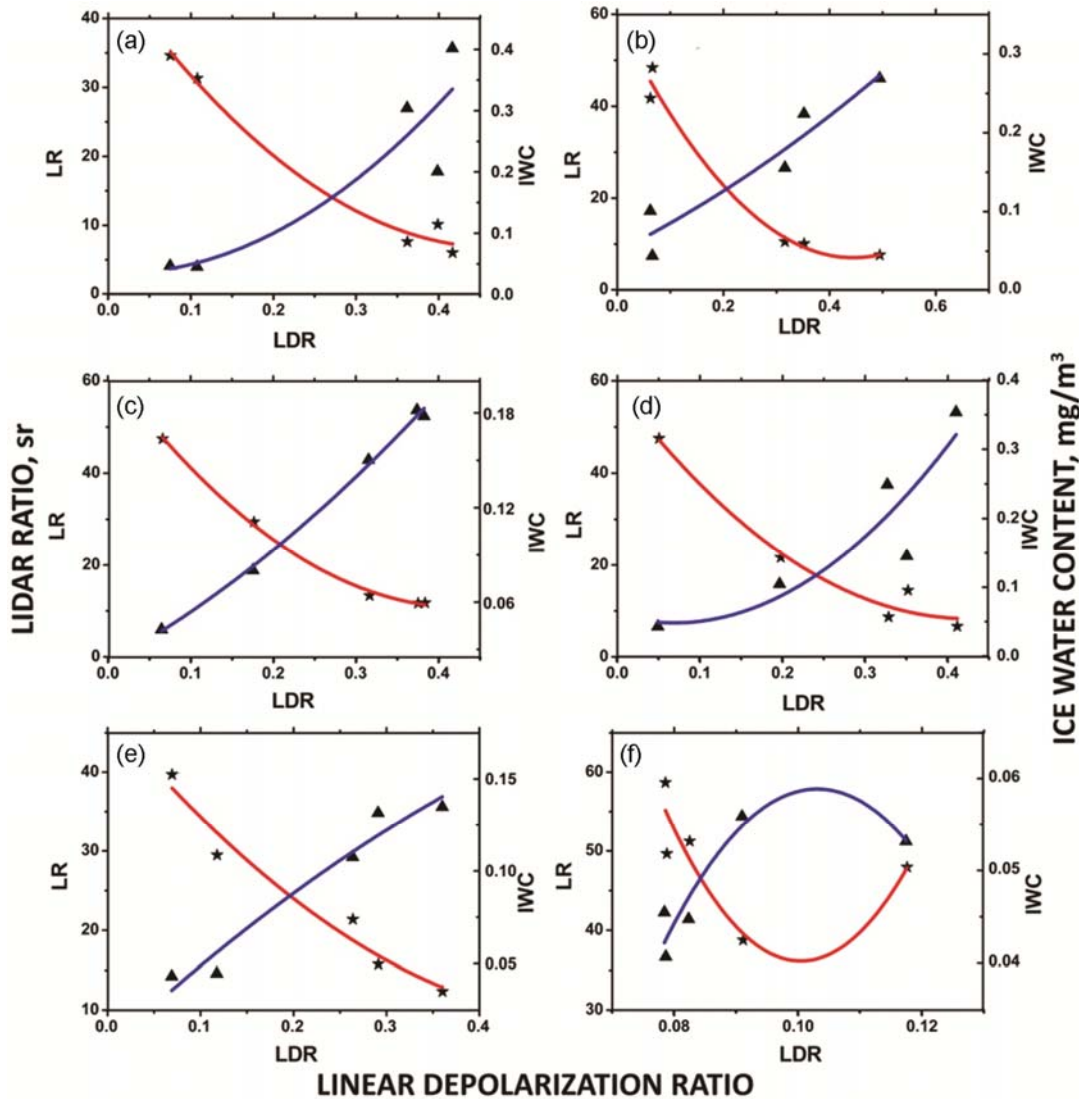 (a)
40
30
20
10
0
LR
0.4
0.3
0.2
0.1
0.0
IWC
0.0 0.1 0.2 0.3 0.4
LDR
(b)
60
40
20
0
LR
0.3
0.2
0.1
0.0
IWC
0.0 0.2 0.4 0.6
LDR
(c)
60
40
20
0
LR
0.18
0.12
0.06
IWC
0.0 0.1 0.2 0.3 0.4
LDR
(d)
60
40
20
0
LR
0.4
0.3
0.2
0.1
0.0
IWC
0.0 0.1 0.2 0.3 0.4
LDR
(e)
40
30
20
10
LR
0.15
0.10
0.05
IWC
0.0 0.1 0.2 0.3 0.4
LDR
(f)
60
50
40
30
LR
0.06
0.05
0.04
IWC
0.08 0.10 0.12
LDR
LIDAR RATIO, sr
ICE WATER CONTENT, mg/m³
LINEAR DEPOLARIZATION RATIO